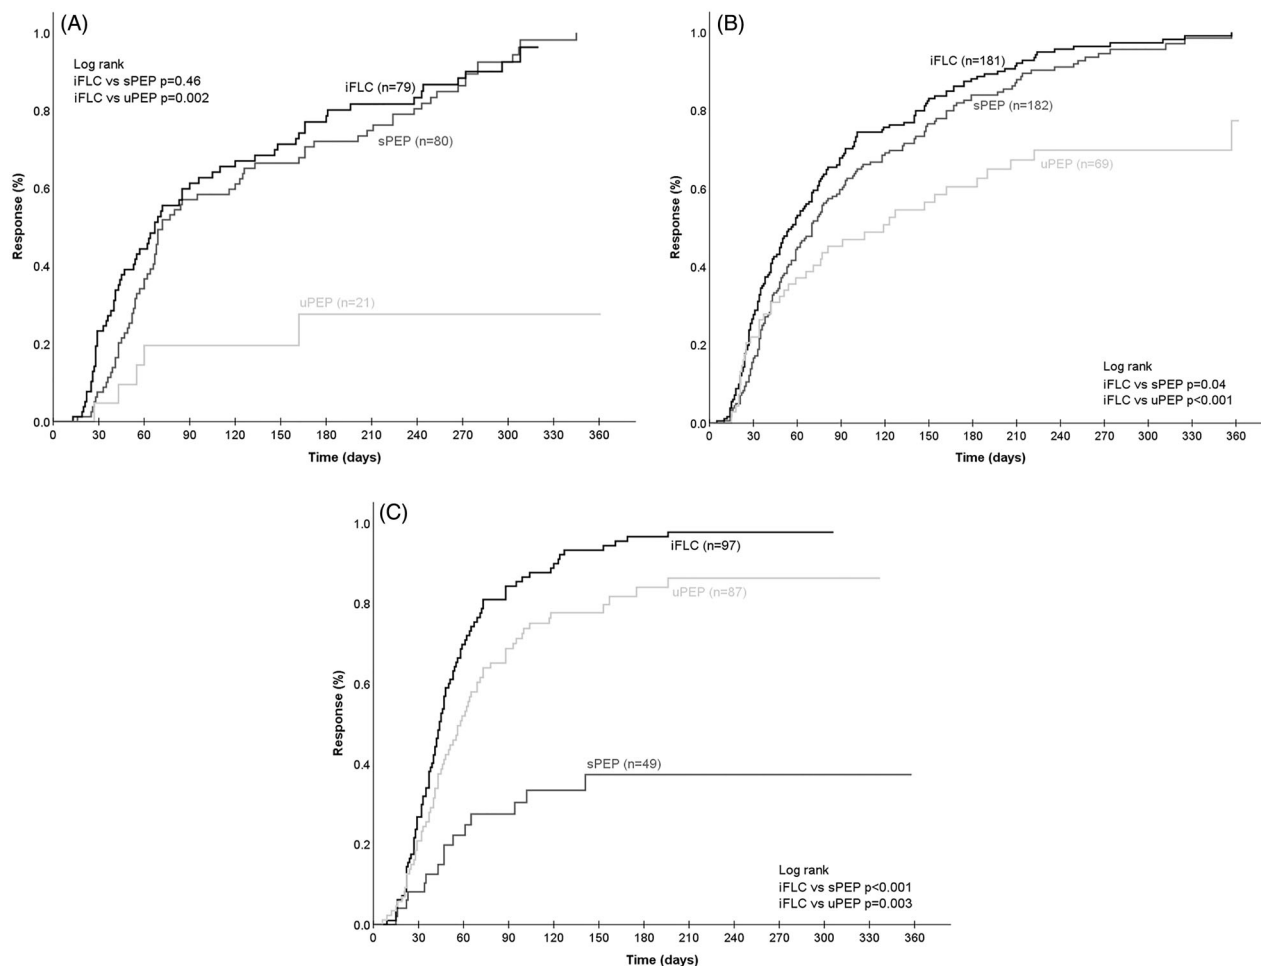 (A)
Log rank
iFLC vs sPEP p=0.46
iFLC vs uPEP p=0.002
iFLC (n=79)
sPEP (n=80)
uPEP (n=21)
Response (%)
1.0
0.8
0.6
0.4
0.2
0.0
0 30 60 90 120 150 180 210 240 270 300 330 360
Time (days)
(B)
iFLC (n=181)
sPEP (n=182)
uPEP (n=69)
Log rank
iFLC vs sPEP p=0.04
iFLC vs uPEP p<0.001
Response (%)
1.0
0.8
0.6
0.4
0.2
0.0
0 30 60 90 120 150 180 210 240 270 300 330 360
Time (days)
(C)
iFLC (n=97)
uPEP (n=87)
sPEP (n=49)
Log rank
iFLC vs sPEP p<0.001
iFLC vs uPEP p=0.003
Response (%)
1.0
0.8
0.6
0.4
0.2
0.0
0 30 60 90 120 150 180 210 240 270 300 330 360
Time (days)